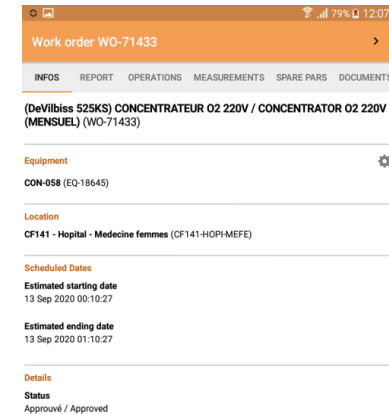 79% 12:07
Work order WO-71433
INFOS REPORT OPERATIONS MEASUREMENTS SPARE PARS DOCUMENTS
(DeVilbiss 525KS) CONCENTRATEUR O2 220V / CONCENTRATOR O2 220V
(MENSUEL) (WO-71433)
Equipment
CON-058 (EQ-18645)
Location
CF141 - Hopital - Medecine femmes (CF141-HOPI-MEFE)
Scheduled Dates
Estimated starting date
13 Sep 2020 00:10:27
Estimated ending date
13 Sep 2020 01:10:27
Details
Status
Approuvé / Approved